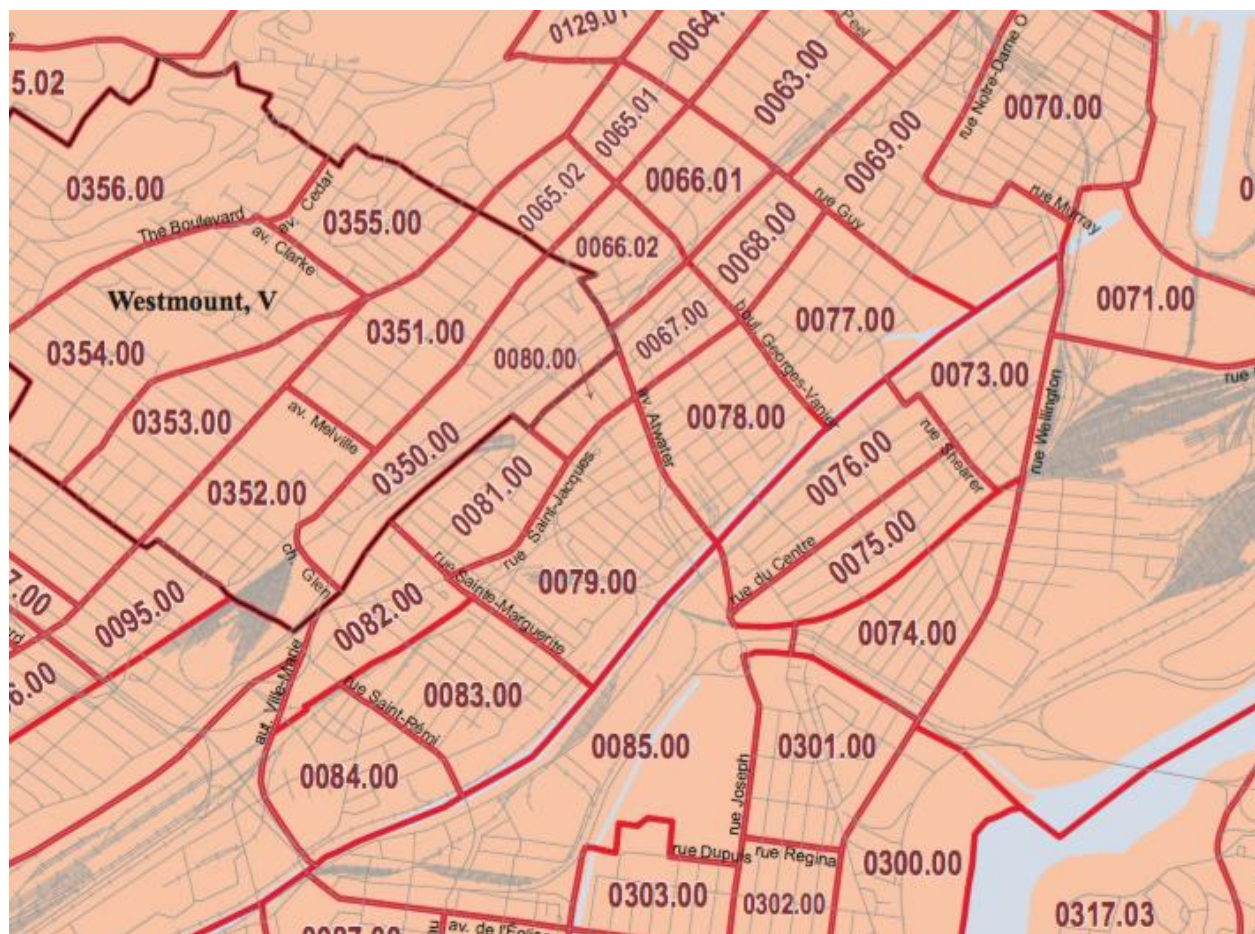 0129.01
0064.
Peel
0063.00
5.02
0065.01
0069.00
rue Notre-Dame O
0070.00
0356.00
av. Cedar
0355.00
0065.02
0066.01
rue Guy
rue Murray
The Boulevard
av. Clarke
0066.02
0068.00
Westmount, V
0071.00
0354.00
0351.00
0080.00
0067.00
boul. Georges-Vanier
0077.00
0073.00
rue
0353.00
av. Melville
0350.00
av. Atwater
0078.00
0076.00
rue Shearer
rue Wellington
0352.00
0081.00
rue Saint-Jacques
0075.00
ch. Glen
rue Sainte-Marguerite
0079.00
rue du Centre
7.00
0095.00
0082.00
0074.00
6.00
aut. Ville-Marie
rue Saint-Rémi
0083.00
0085.00
0301.00
0084.00
rue Joseph
rue Dupuis
rue Regina
0300.00
0303.00
0302.00
0317.03
av. de l'Église